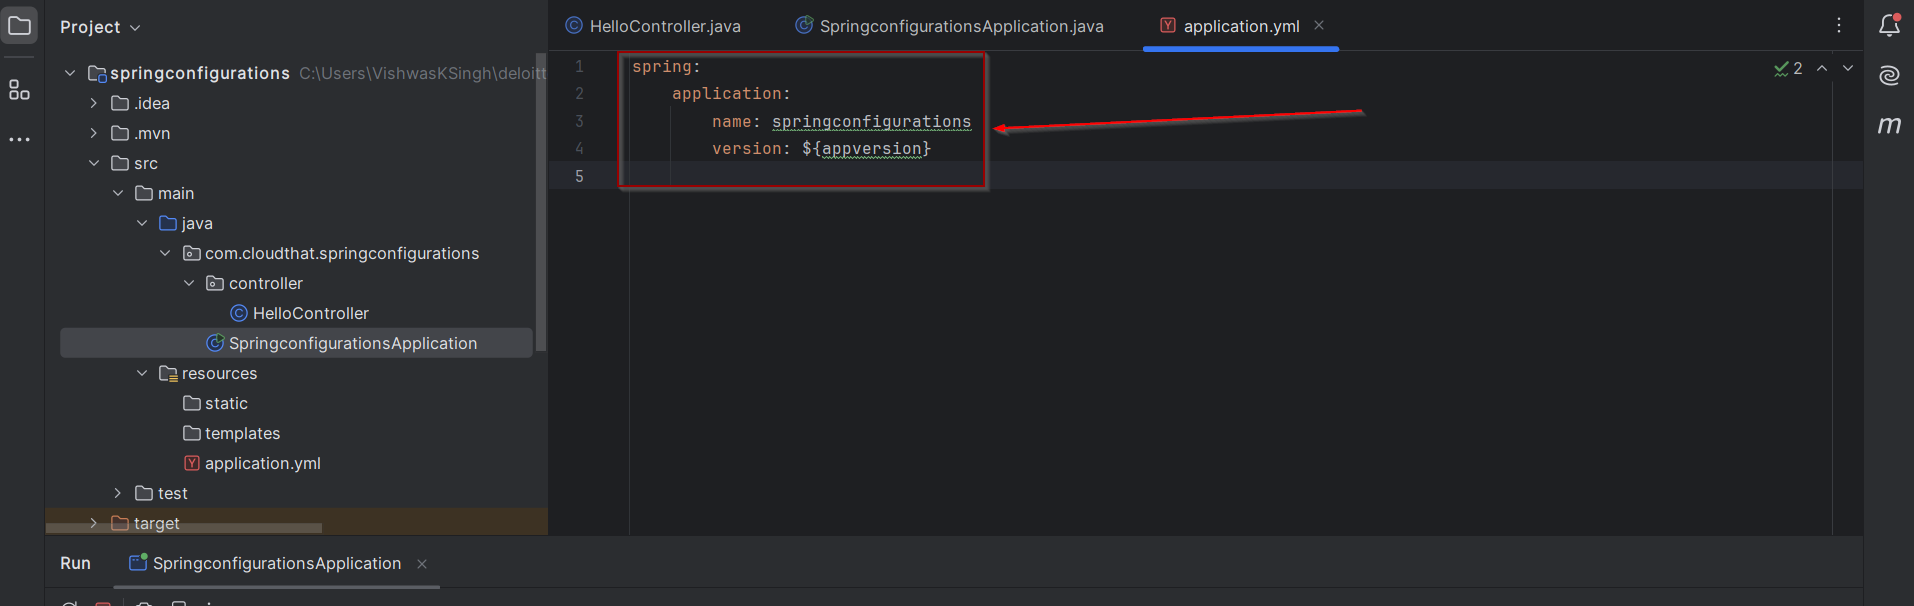 Project
springconfigurations C:\Users\VishwasKSingh\deloitt
.idea
.mvn
src
main
java
com.cloudthat.springconfigurations
controller
HelloController
SpringconfigurationsApplication
resources
static
templates
application.yml
test
target
HelloController.java SpringconfigurationsApplication.java application.yml
1 spring:
2 application:
3 name: springconfigurations
4 version: ${appversion}
5
2
m
Run SpringconfigurationsApplication